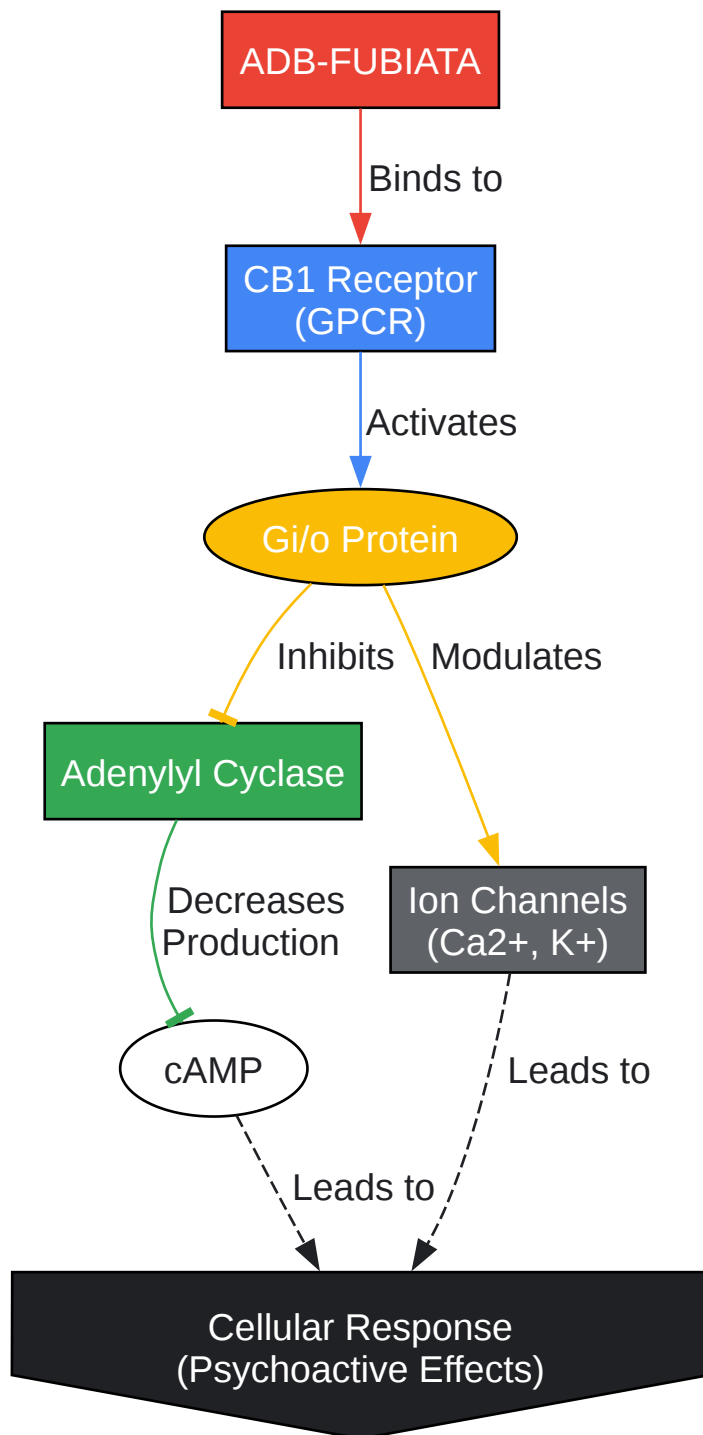 ADB-FUBIATA
Binds to
CB1 Receptor
(GPCR)
Activates
Gi/o Protein
Inhibits
Modulates
Adenylyl Cyclase
Decreases
Production
Ion Channels
(Ca2+, K+)
cAMP
Leads to
Leads to
Cellular Response
(Psychoactive Effects)